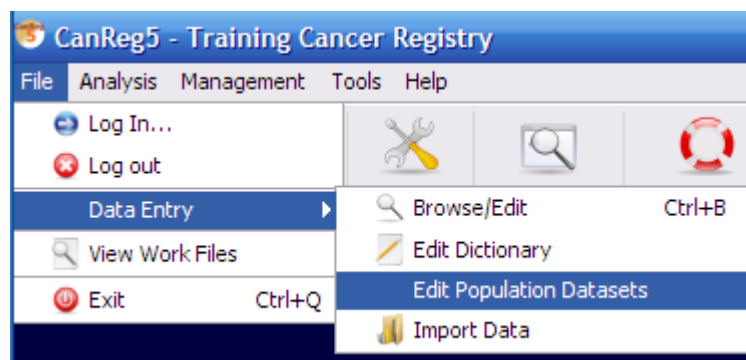 CanReg5 - Training Cancer Registry
File Analysis Management Tools Help
Log In...
Log out
Data Entry
View Work Files
Exit Ctrl+Q
Browse/Edit Ctrl+B
Edit Dictionary
Edit Population Datasets
Import Data